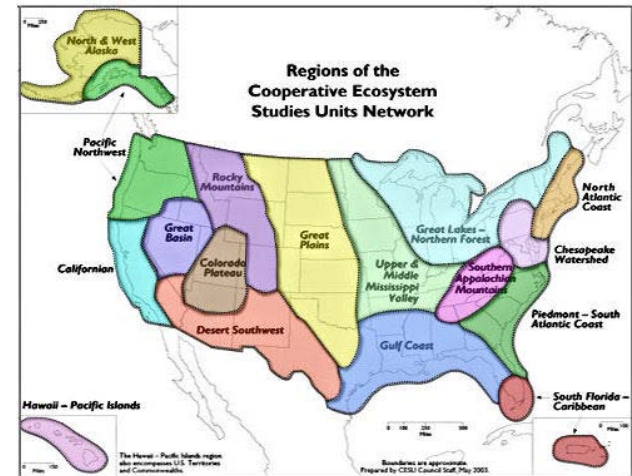 0 250
Miles
North & West
Alaska
Regions of the
Cooperative Ecosystem
Studies Units Network
Pacific
Northwest
Rocky
Mountains
North
Atlantic
Coast
Great
Basin
Great
Plains
Great Lakes –
Northern Forest
Chesapeake
Watershed
Californian
Colorado
Plateau
Upper &
Middle
Mississippi
Valley
Southern
Appalachian
Mountains
Desert Southwest
Piedmont – South
Atlantic Coast
Gulf Coast
South Florida –
Caribbean
Hawaii – Pacific Islands
The Hawaii – Pacific Islands region
also encompasses U.S. Territories
and Commonwealths.
Miles
Boundaries are approximate.
Prepared by CESU Council Staff, May 2003.